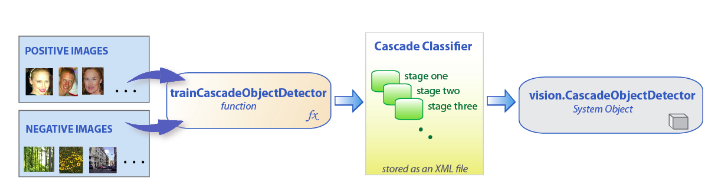 POSITIVE IMAGES
. . .
NEGATIVE IMAGES
. . .
trainCascadeObjectDetector
function
fx
Cascade Classifier
stage one
stage two
stage three
stored as an XML file
vision.CascadeObjectDetector
System Object